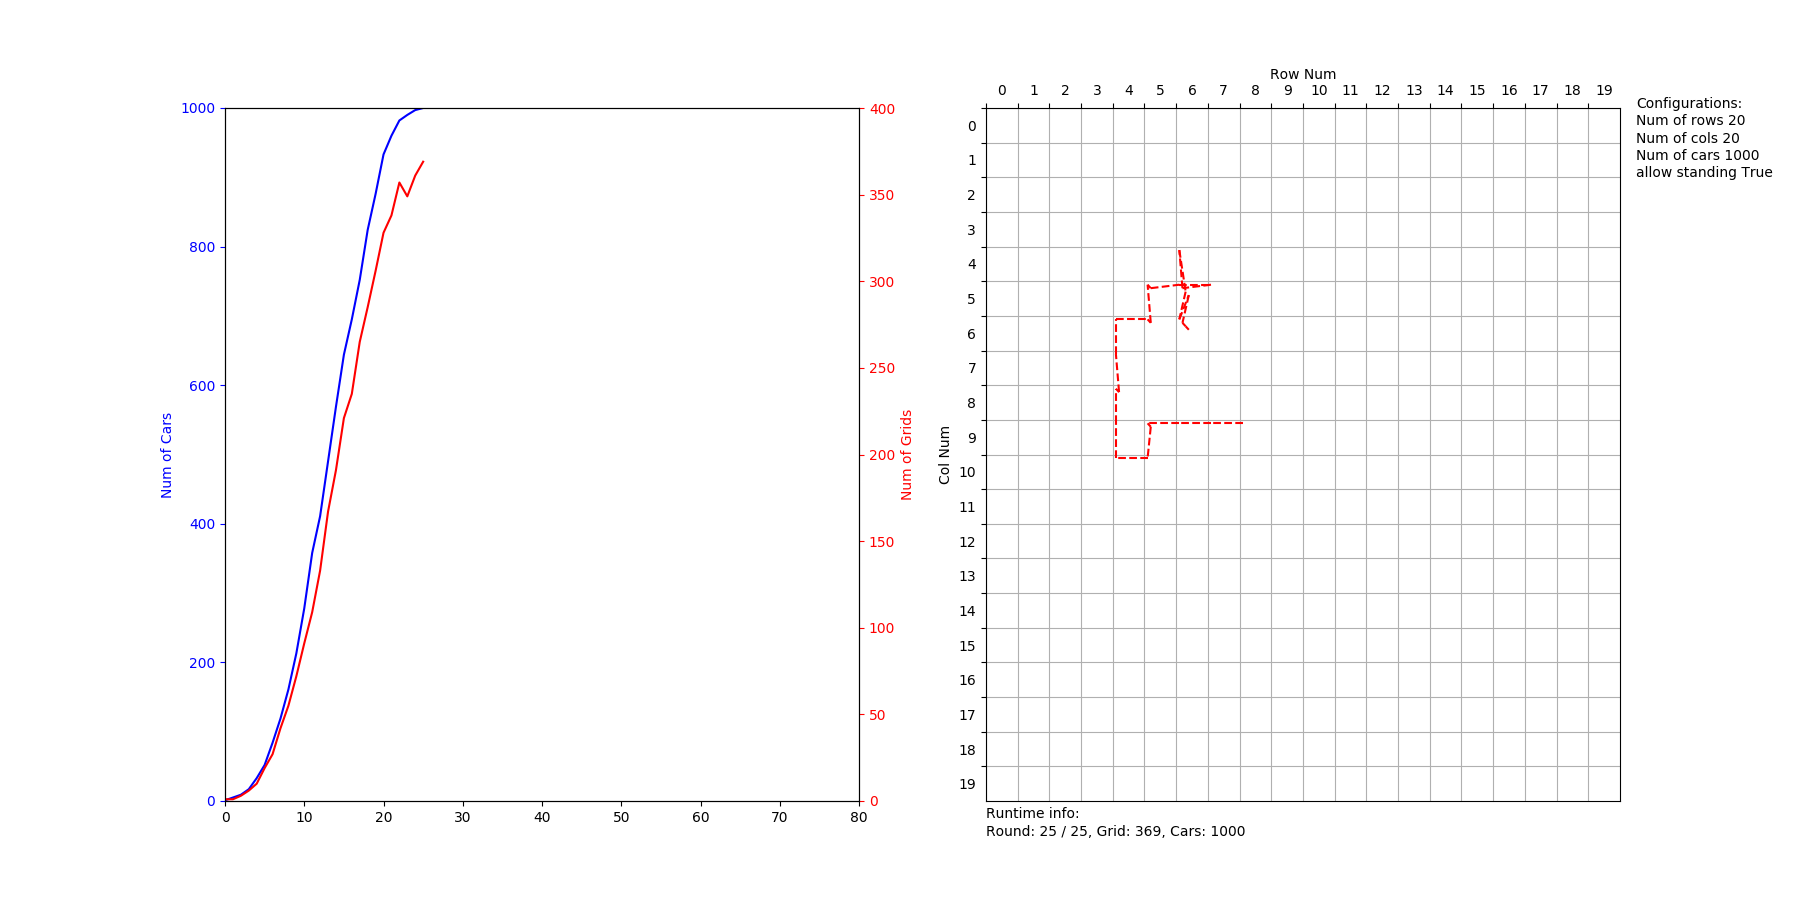 Row Num
0 1 2 3 4 5 6 7 8 9 10 11 12 13 14 15 16 17 18 19
Configurations:
Num of rows 20
Num of cols 20
Num of cars 1000
allow standing True
1000
800
600
400
200
0
Num of Cars
0 10 20 30 40 50 60 70 80
400
350
300
250
200
150
100
50
0
Num of Grids
Col Num
0
1
2
3
4
5
6
7
8
9
10
11
12
13
14
15
16
17
18
19
Runtime info:
Round: 25 / 25, Grid: 369, Cars: 1000